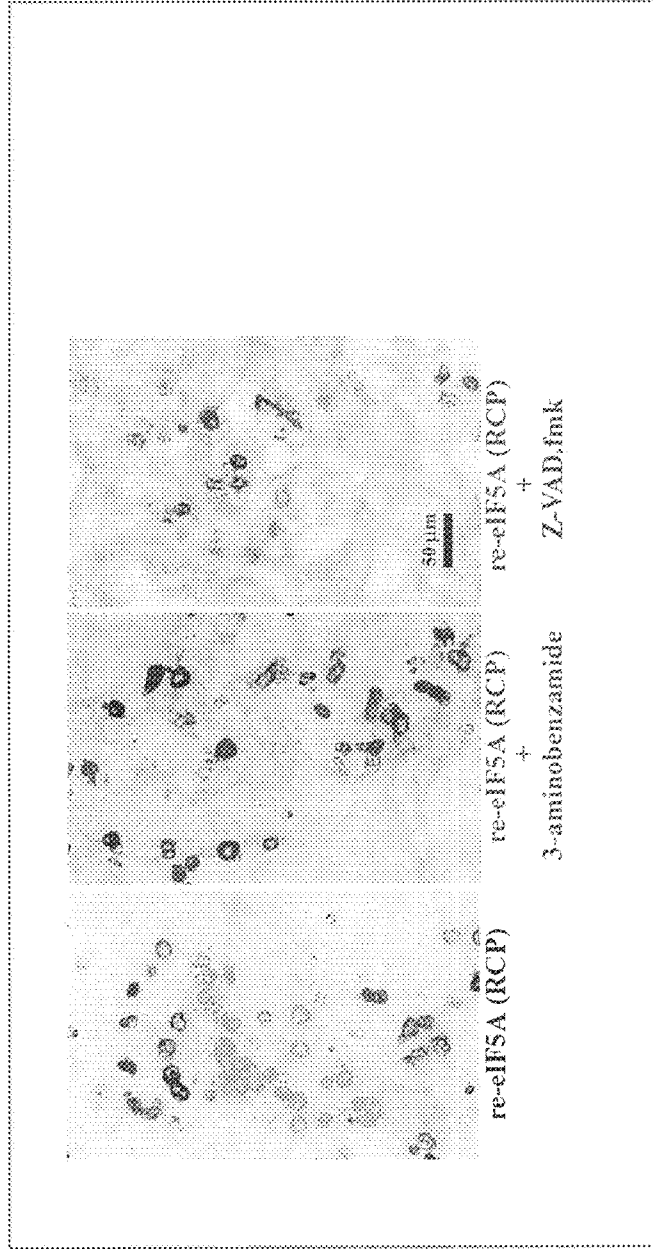 re-eIF5A (RCP)
re-eIF5A (RCP)
+
3-aminobenzamide
50 µm
re-eIF5A (RCP)
+
Z-VAD.fmk